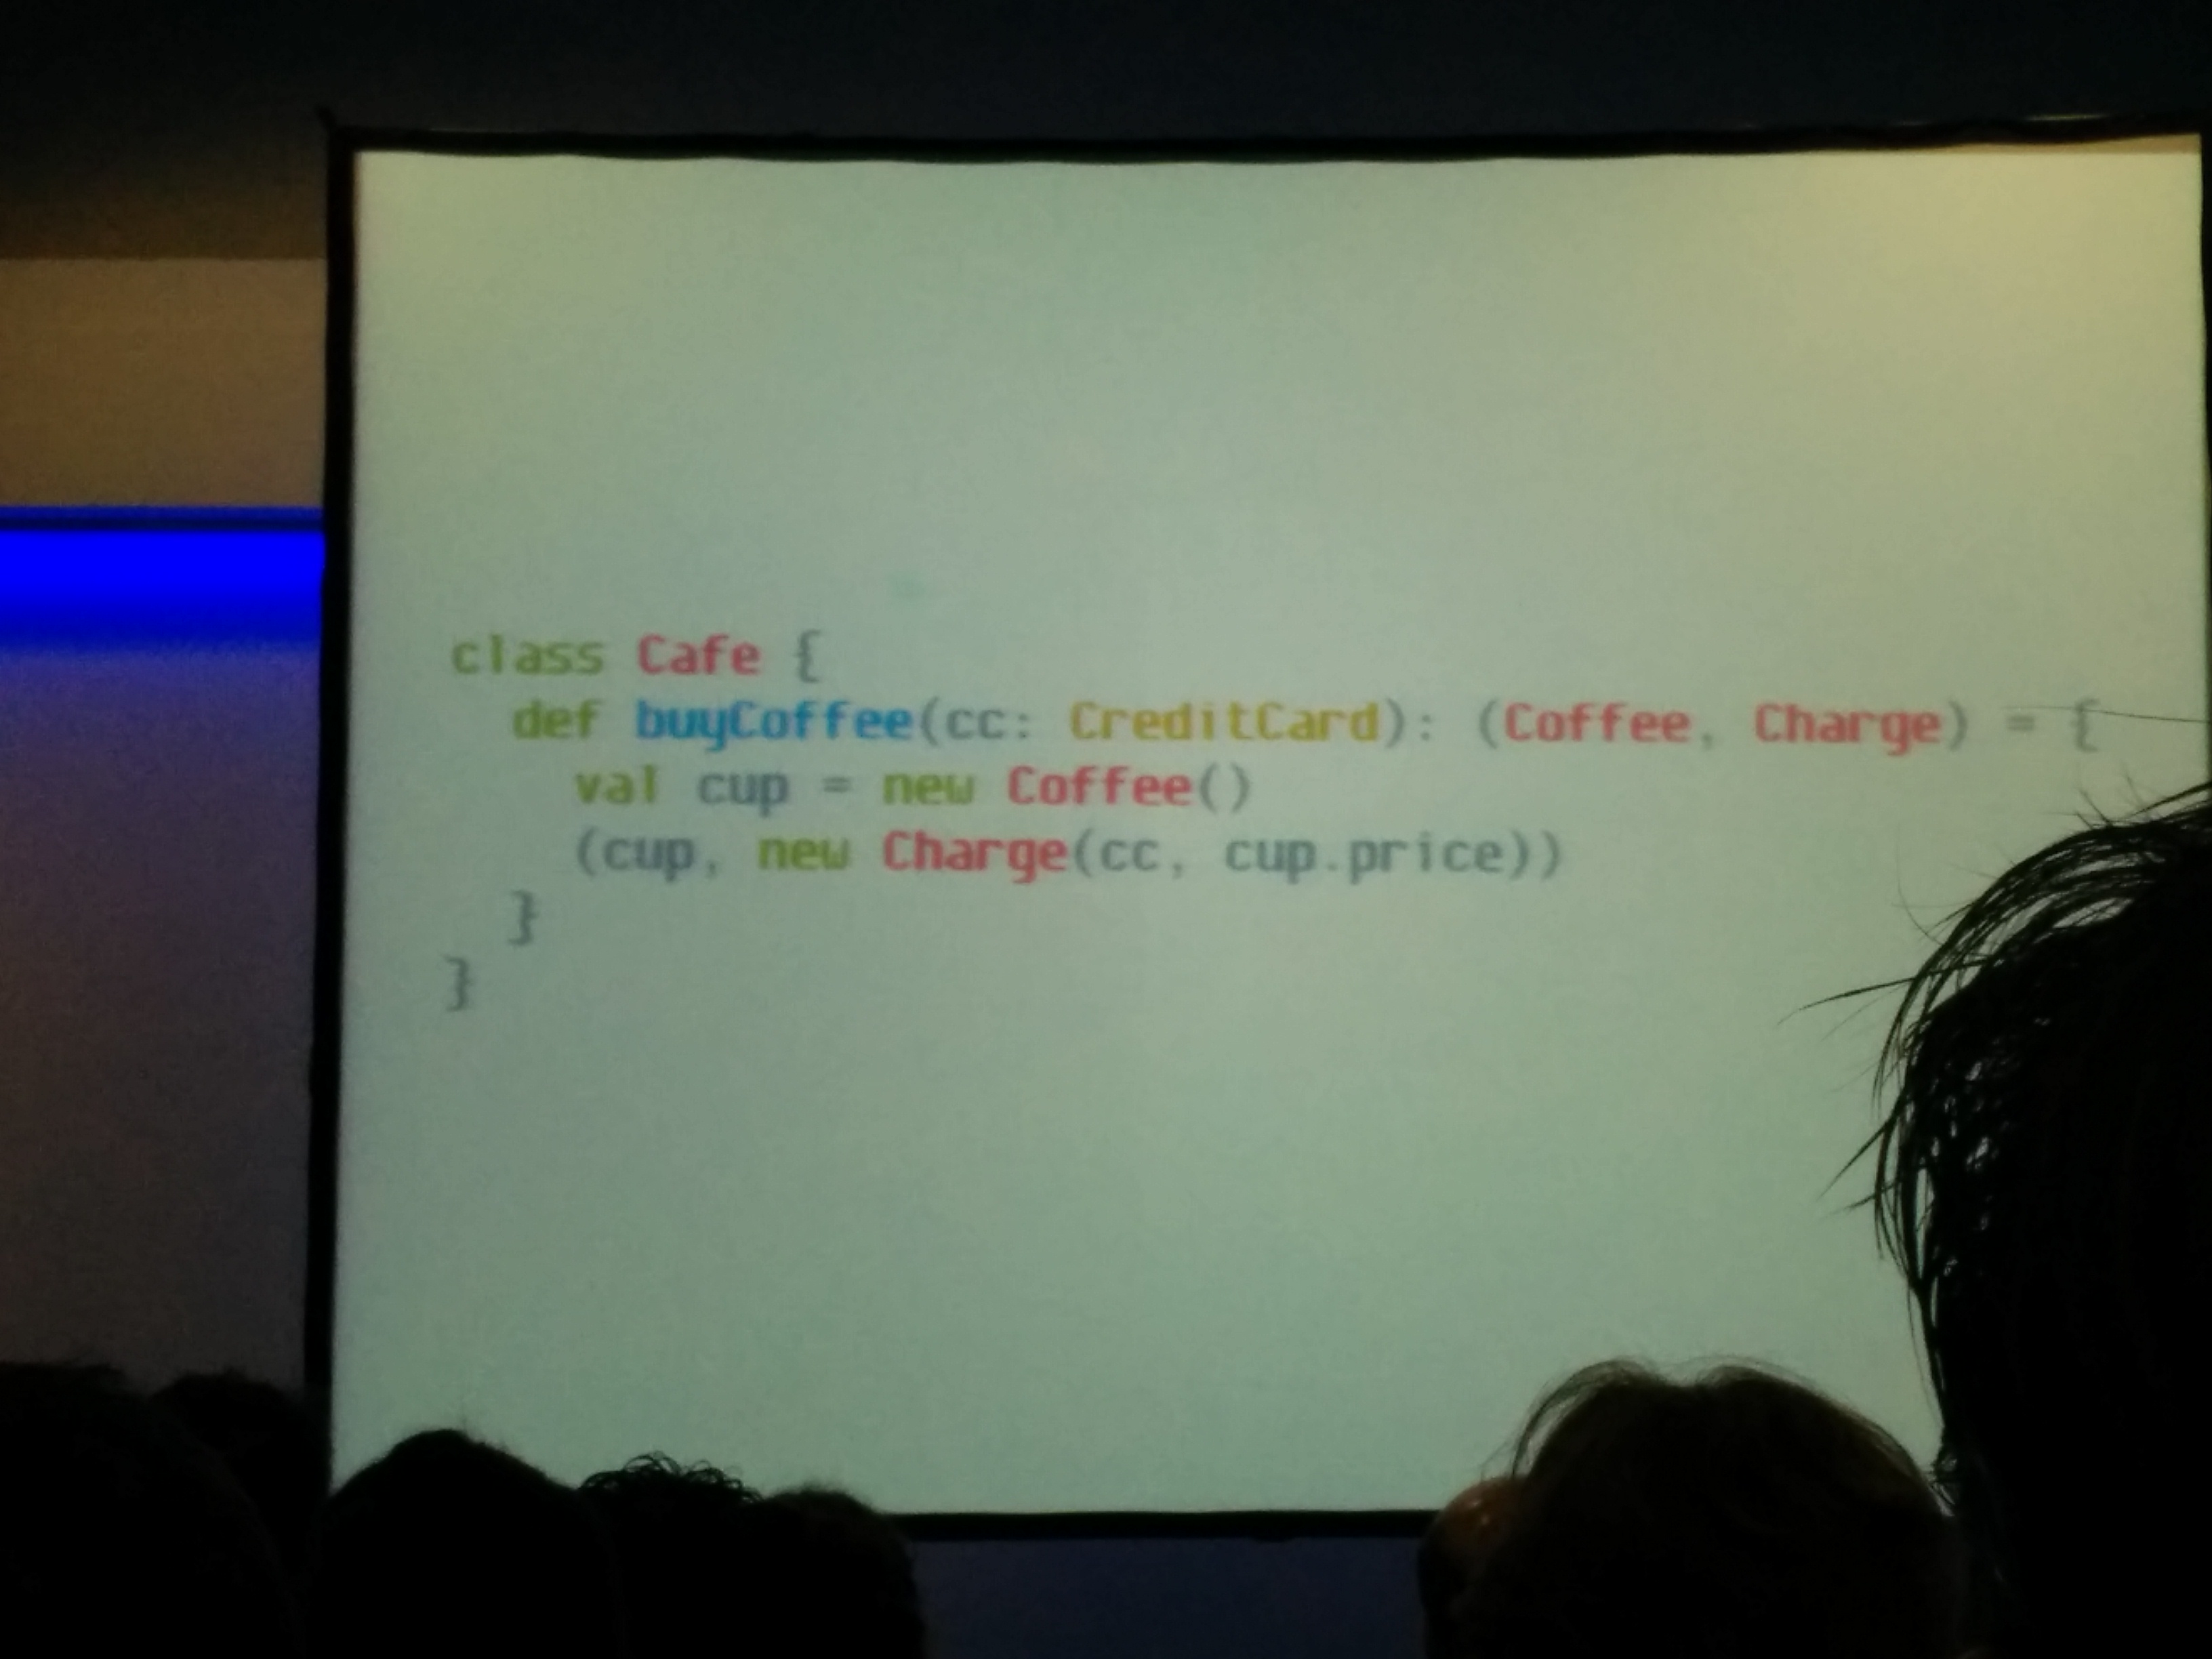 class Cafe {
def buyCoffee(cc: CreditCard): (Coffee, Charge) = {
val cup = new Coffee()
(cup, new Charge(cc, cup.price))
}
}